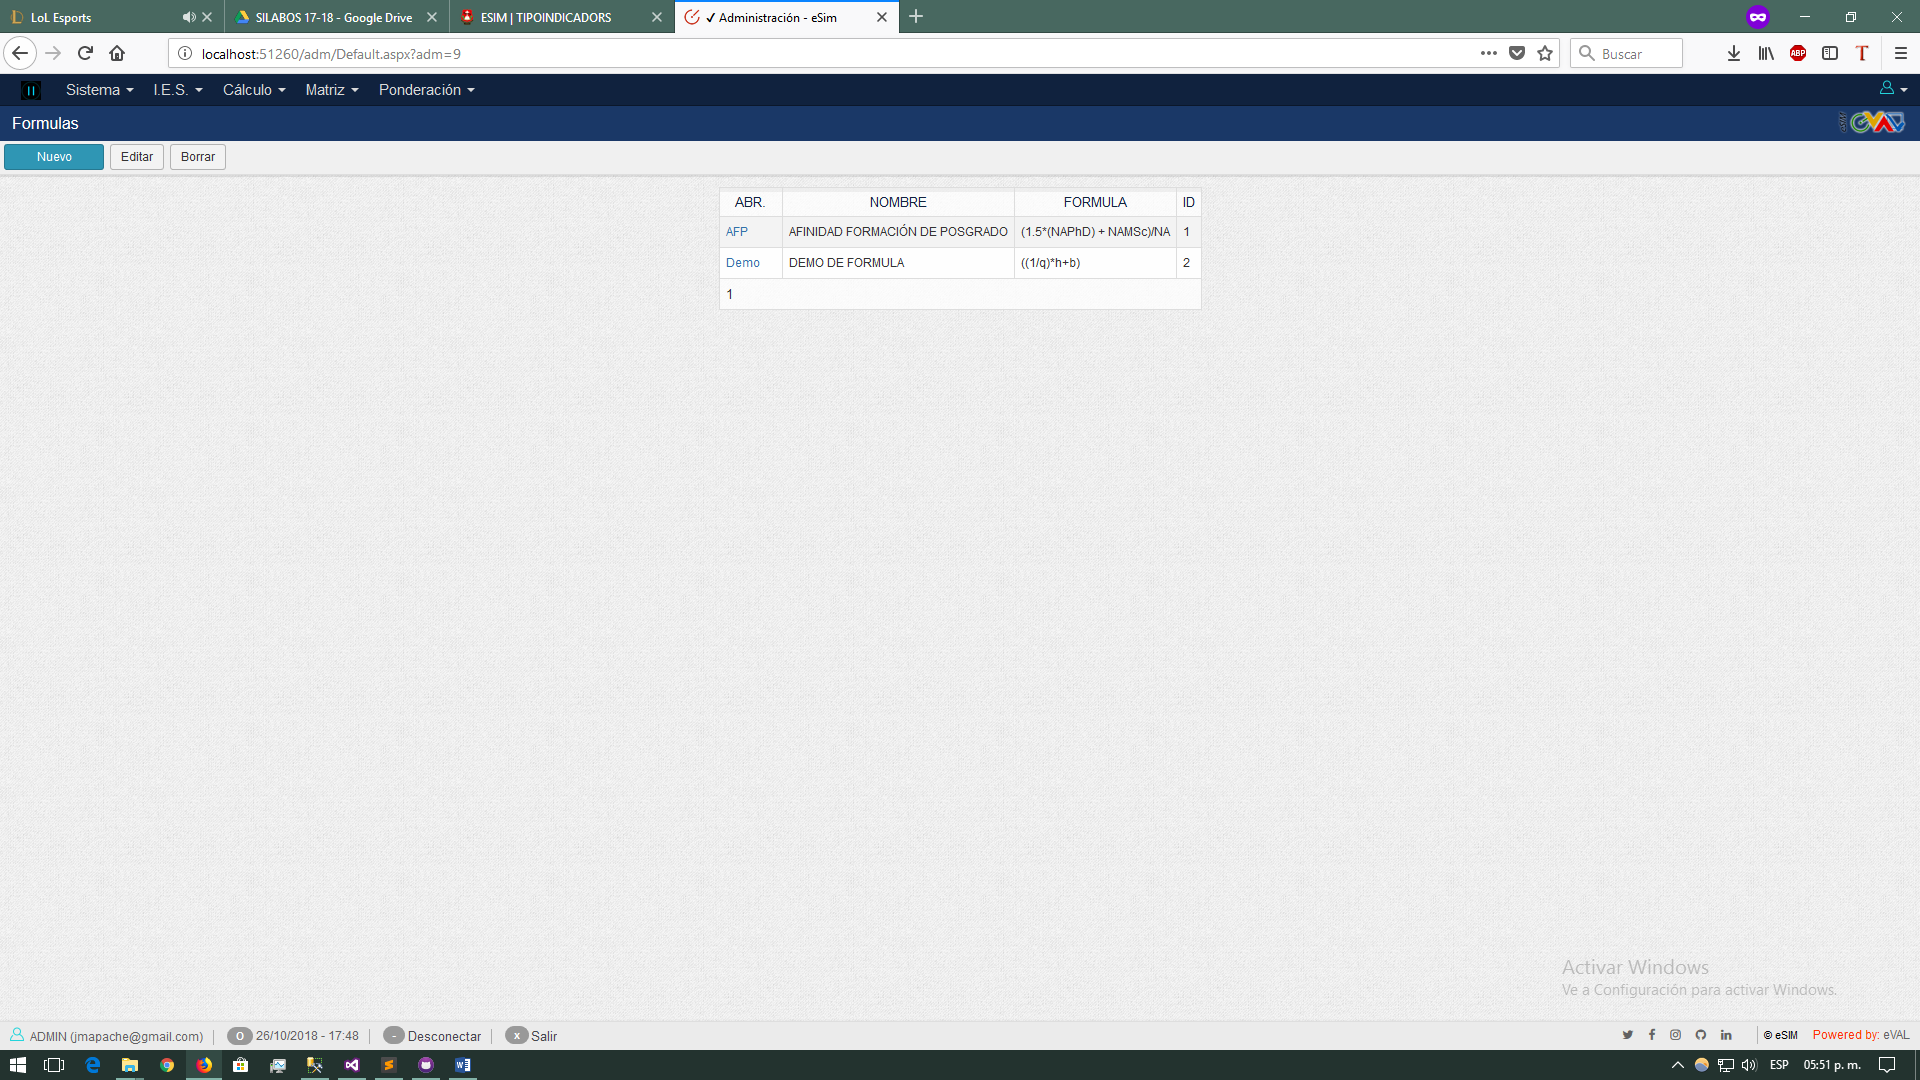 LoL Esports
SILABOS 17-18 - Google Drive
ESIM | TIPOINDICADORS
✓ Administración - eSim
localhost:51260/adm/Default.aspx?adm=9
Buscar
ABP
T
Sistema
I.E.S.
Cálculo
Matriz
Ponderación
Formulas
Nuevo
Editar
Borrar
ABR. NOMBRE FORMULA ID
AFP AFINIDAD FORMACIÓN DE POSGRADO (1.5*(NAPhD) + NAMSc)/NA 1
Demo DEMO DE FORMULA ((1/q)*h+b) 2
1
Activar Windows
Ve a Configuración para activar Windows.
ADMIN (jmapache@gmail.com)
O 26/10/2018 - 17:48
- Desconectar
x Salir
© eSIM
Powered by: eVAL
ESP
05:51 p. m.